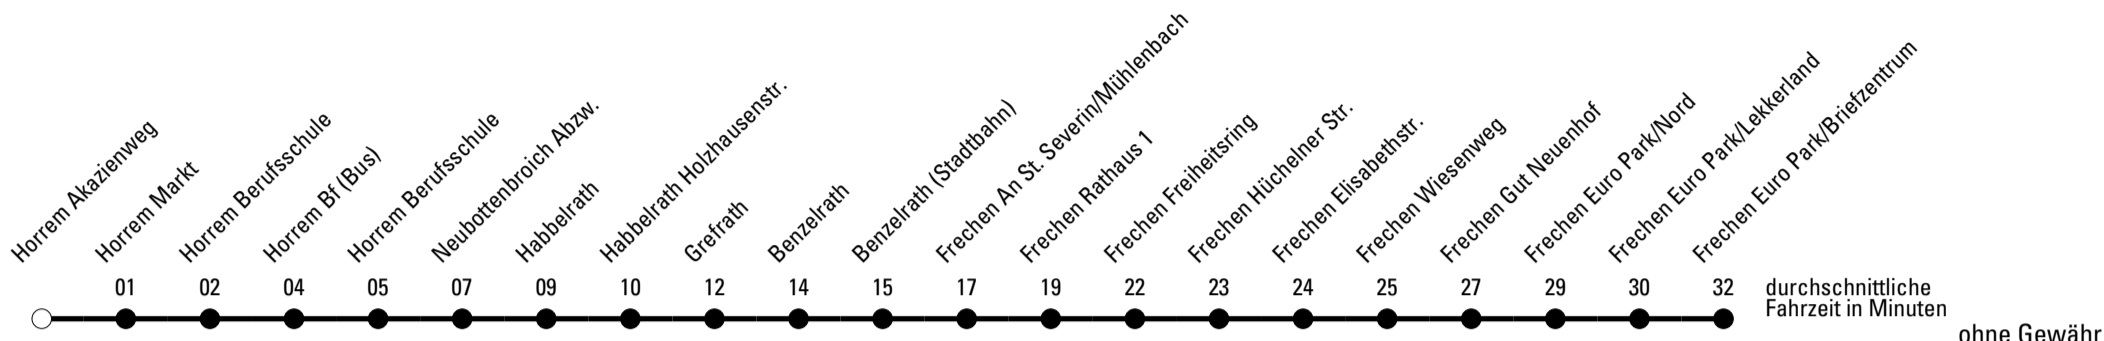 Horrem Akazienweg
Horrem Markt
Horrem Berufsschule
Horrem Bf (Bus)
Horrem Berufsschule
Neubottenbroich Abzw.
Habbelrath
Habbelrath Holzhausenstr.
Grefrath
Benzelrath
Benzelrath (Stadtbahn)
Frechen An St. Severin/Mühlenbach
Frechen Rathaus 1
Frechen Freiheitsring
Frechen Hüchelner Str.
Frechen Elisabethstr.
Frechen Wiesenweg
Frechen Gut Neuenhof
Frechen Euro Park/Nord
Frechen Euro Park/Lekkerland
Frechen Euro Park/Briefzentrum
01 02 04 05 07 09 10 12 14 15 17 19 22 23 24 25 27 29 30 32
durchschnittliche
Fahrzeit in Minuten
ohne Gewähr